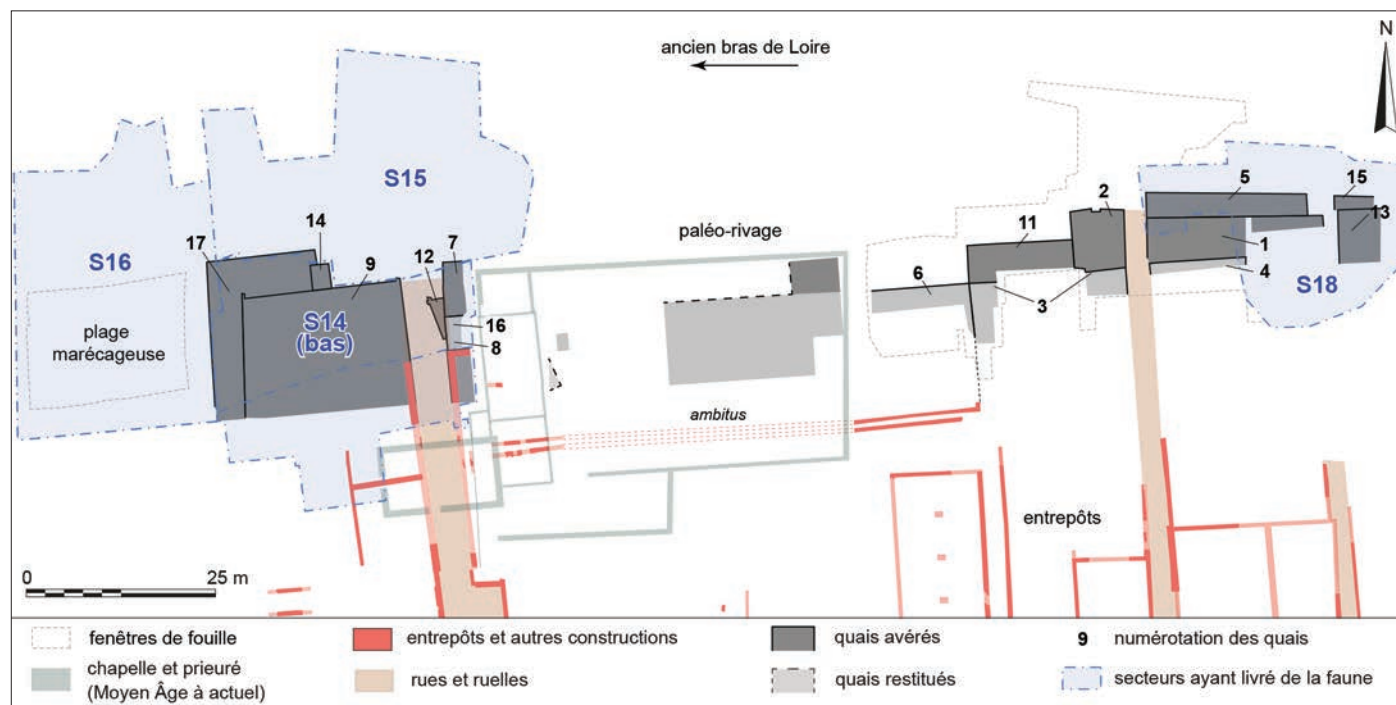 ancien bras de Loire
N
S15
S16
S14
(bas)
S18
17
14
9
12
7
16
8
plage
marécageuse
paléo-rivage
6
11
3
2
5
15
13
1
4
ambitus
entrepôts
0 25 m
fenêtres de fouille
chapelle et prieuré
(Moyen Âge à actuel)
entrepôts et autres constructions
rues et ruelles
quais avérés
quais restitués
9 numérotation des quais
secteurs ayant livré de la faune